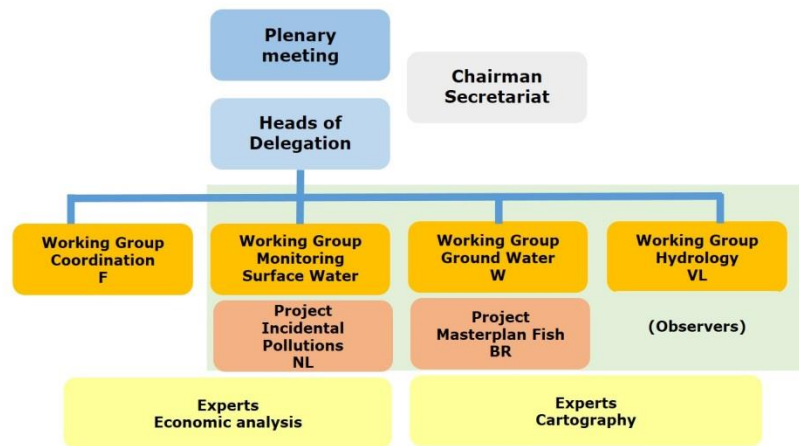 Plenary
meeting
Chairman
Secretariat
Heads of
Delegation
Working Group
Coordination
F
Working Group
Monitoring
Surface Water
Working Group
Ground Water
W
Working Group
Hydrology
VL
Project
Incidental
Pollutions
NL
Project
Masterplan Fish
BR
(Observers)
Experts
Economic analysis
Experts
Cartography